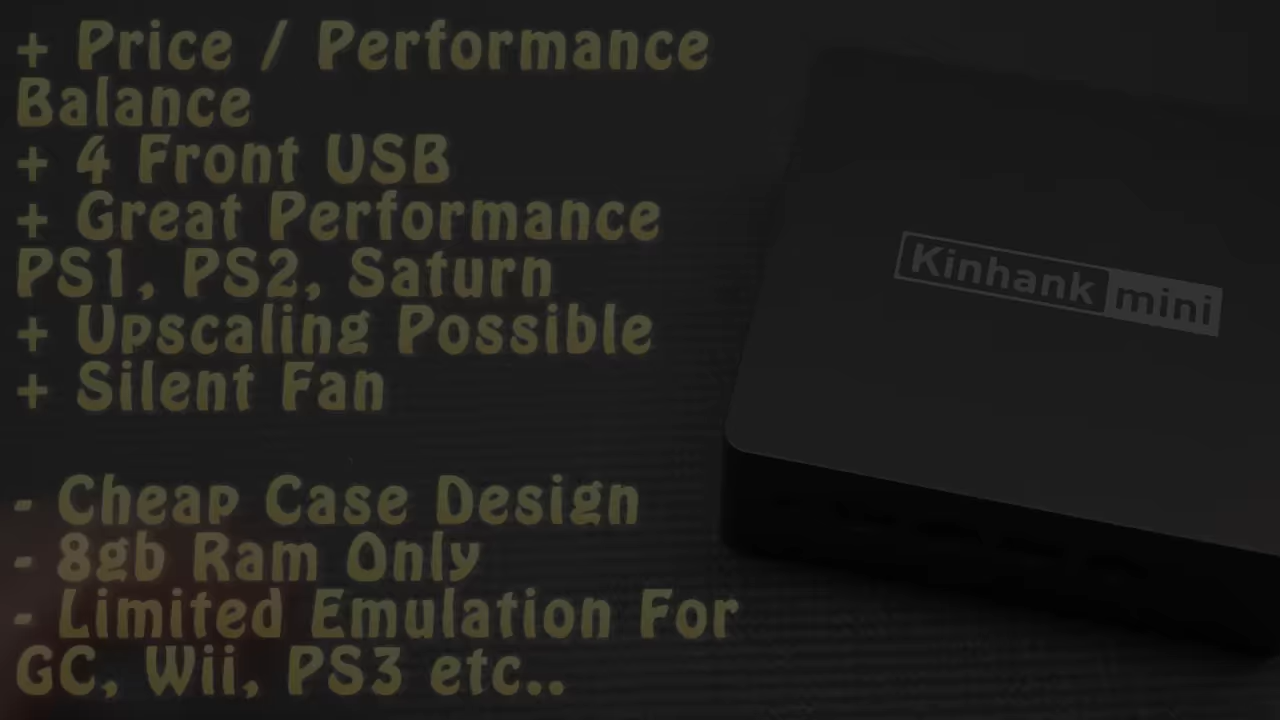 + Price / Performance
Balance
+ 4 Front USB
+ Great Performance
PS1, PS2, Saturn
+ Upscaling Possible
+ Silent Fan
- Cheap Case Design
- 8gb Ram Only
- Limited Emulation For
GC, Wii, PS3 etc..
Kinhank mini